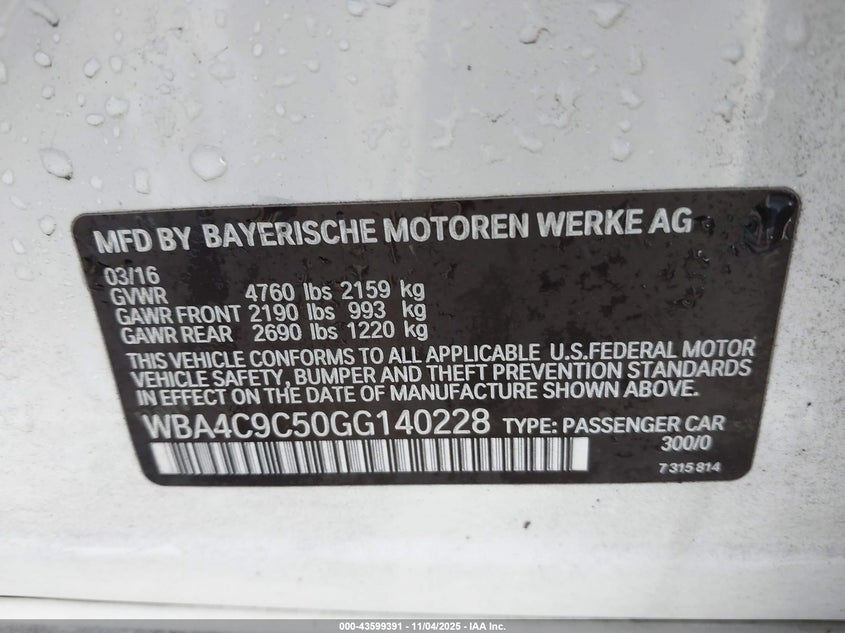 MFD BY BAYERISCHE MOTOREN WERKE AG
03/16
GVWR 4760 lbs 2159 kg
GAWR FRONT 2190 lbs 993 kg
GAWR REAR 2690 lbs 1220 kg
THIS VEHICLE CONFORMS TO ALL APPLICABLE U.S.FEDERAL MOTOR
VEHICLE SAFETY, BUMPER AND THEFT PREVENTION STANDARDS
IN EFFECT ON THE DATE OF MANUFACTURE SHOWN ABOVE.
WBA4C9C50GG140228 TYPE: PASSENGER CAR
300/0
7315814
000-43599391 - 11/04/2025 - IAA Inc.